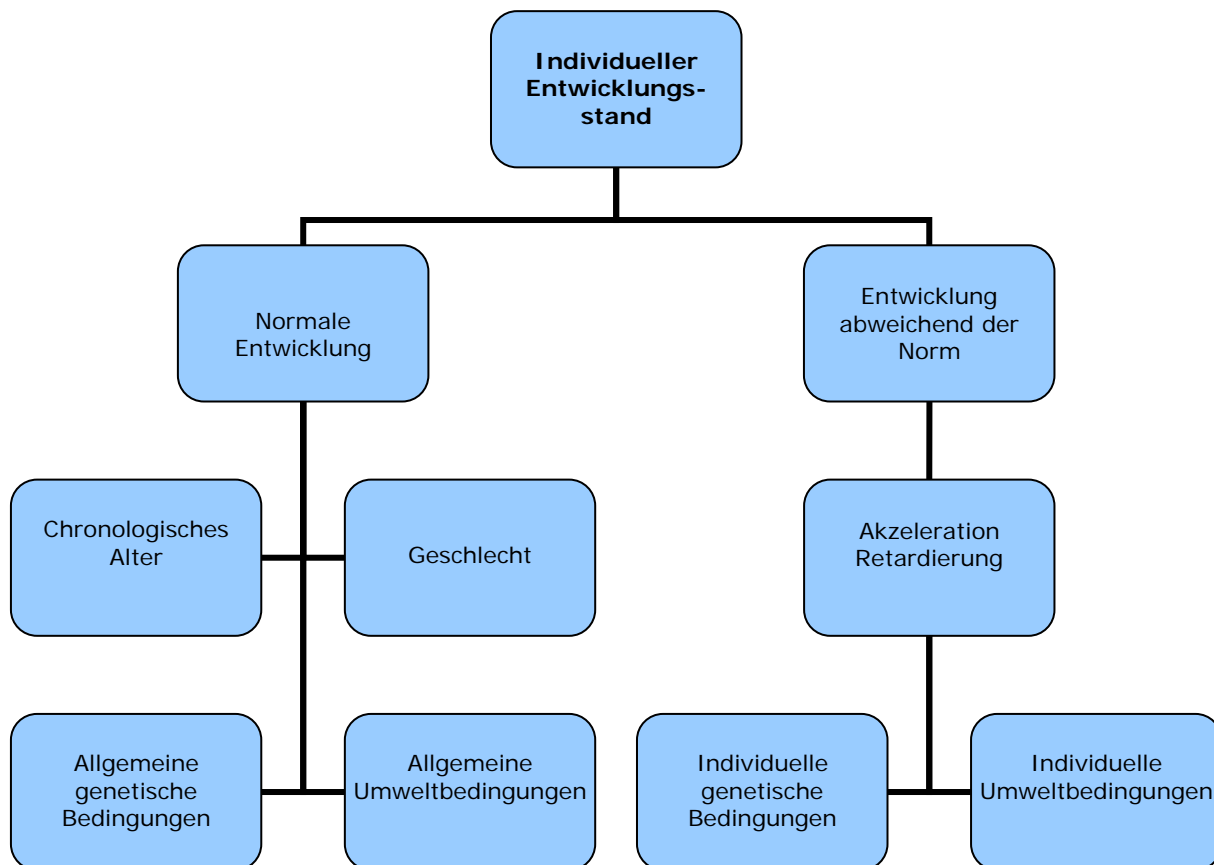 Individueller
Entwicklungs-
stand
Normale
Entwicklung
Entwicklung
abweichend der
Norm
Chronologisches
Alter
Geschlecht
Akzeleration
Retardierung
Allgemeine
genetische
Bedingungen
Allgemeine
Umweltbedingungen
Individuelle
genetische
Bedingungen
Individuelle
Umweltbedingungen